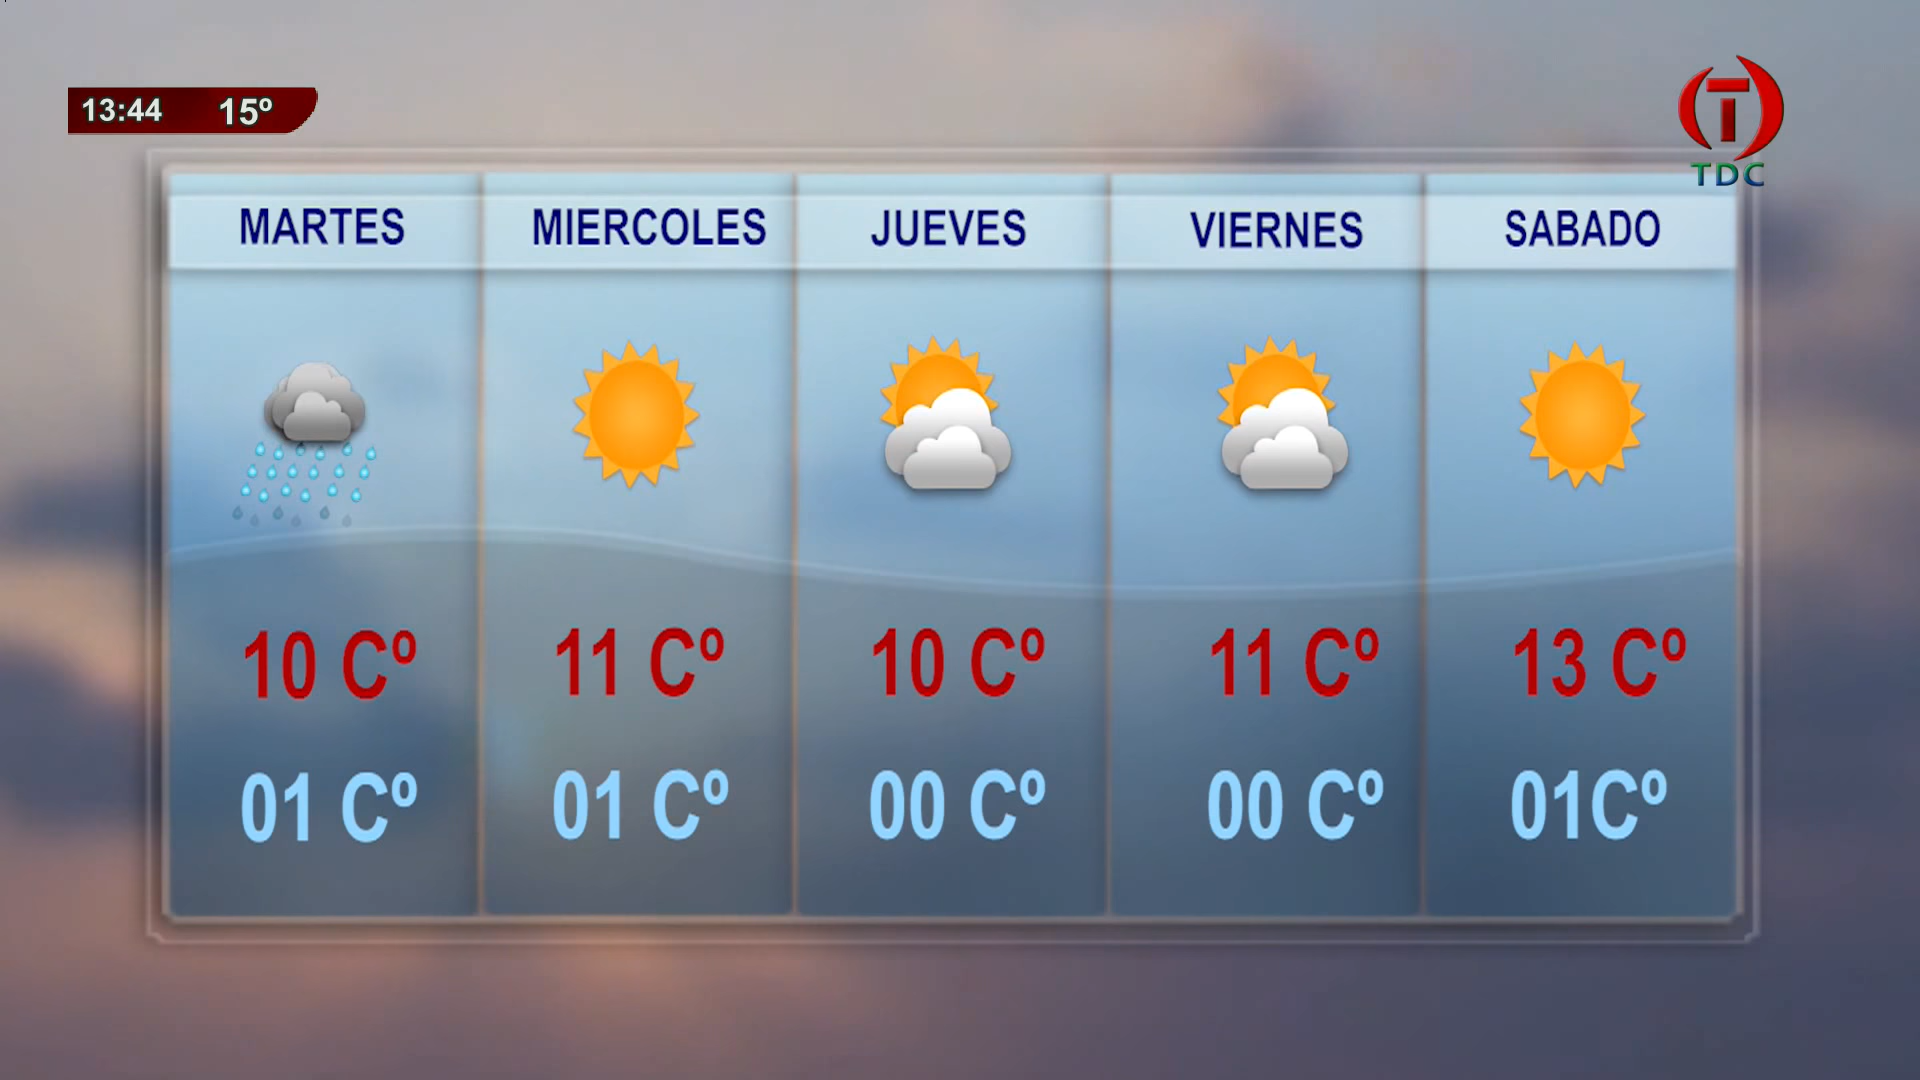 13:44 15º
T
TDC
MARTES MIERCOLES JUEVES VIERNES SABADO
10 Cº 11 Cº 10 Cº 11 Cº 13 Cº
01 Cº 01 Cº 00 Cº 00 Cº 01Cº